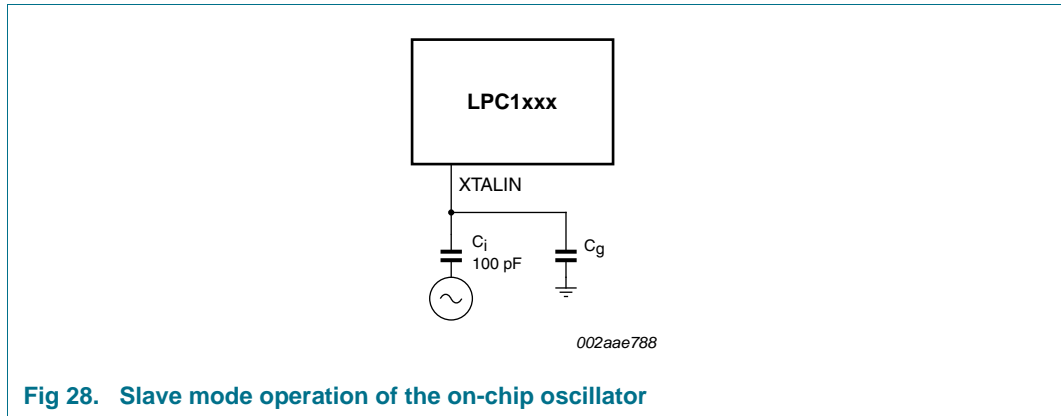 LPC1xxx
XTALIN
Ci
100 pF
Cg
002aae788
Fig 28. Slave mode operation of the on-chip oscillator